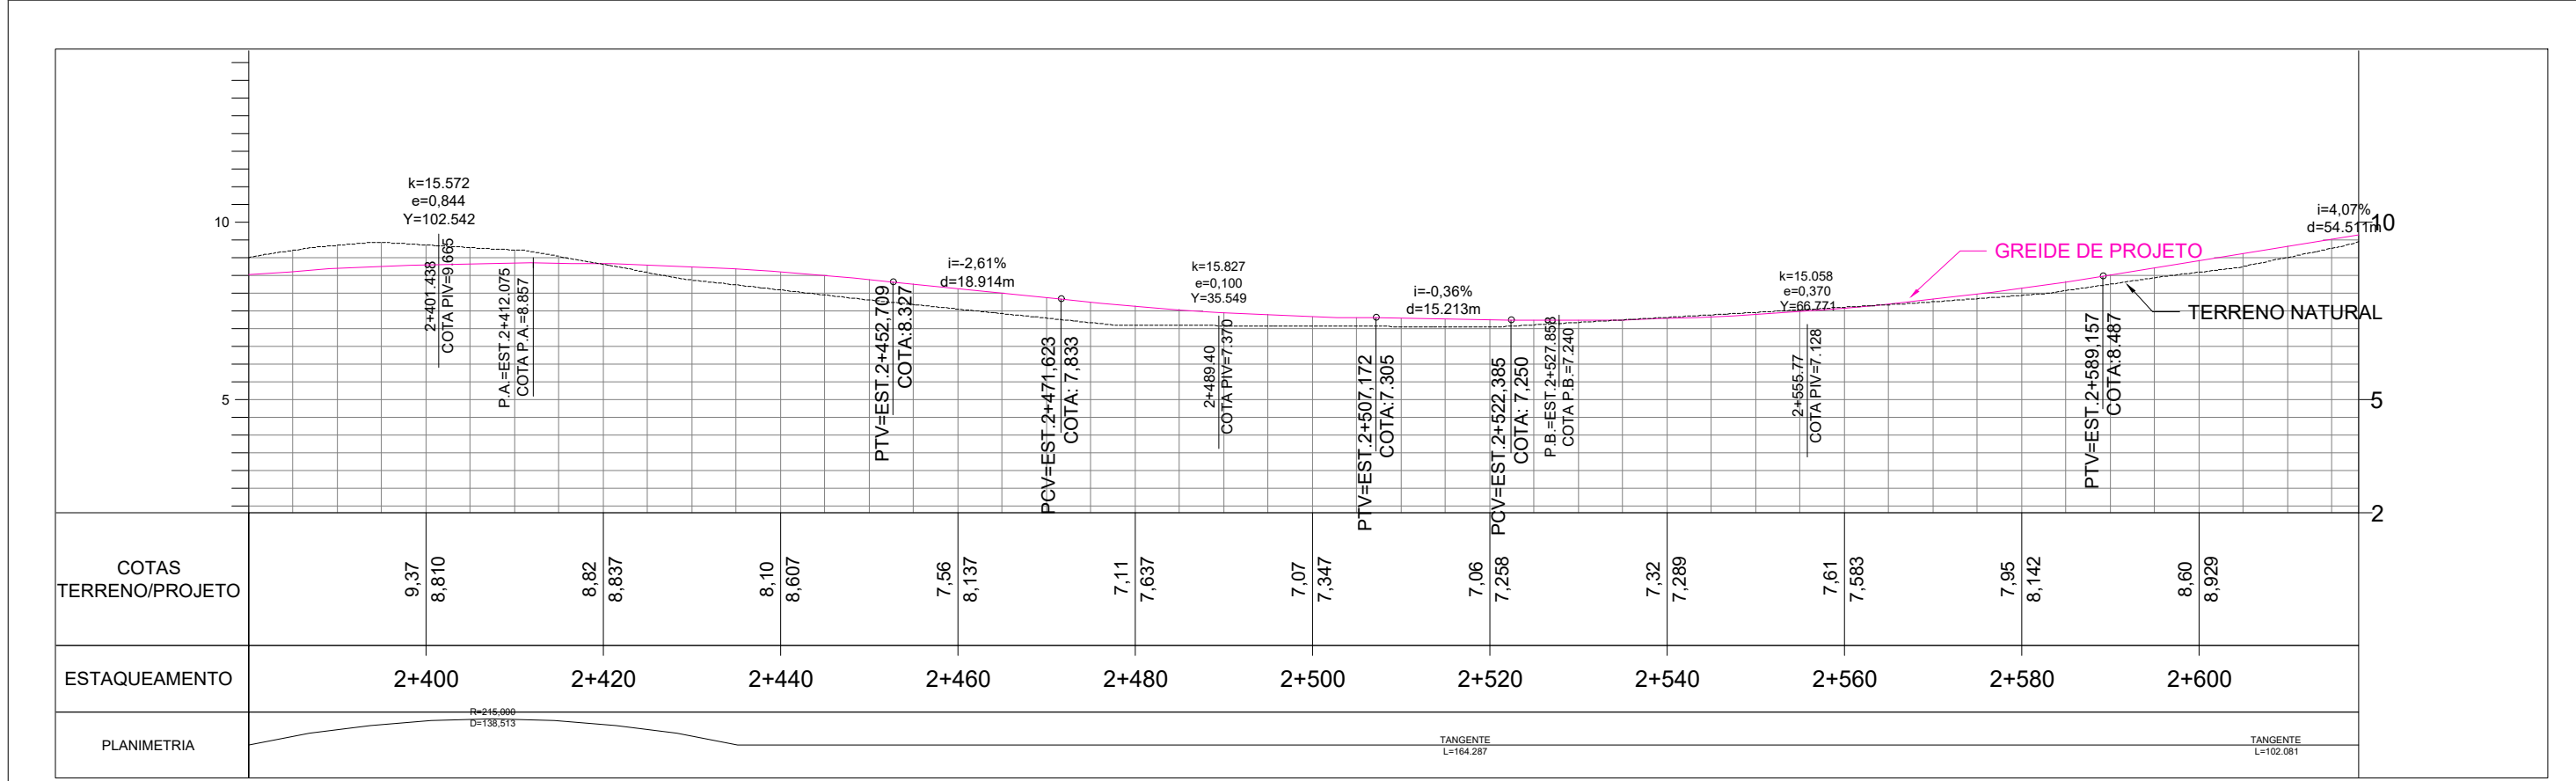 k=15.572
e=0,844
Y=102.542
2+401.438
COTA PIV=9.665
P.A.=EST.2+412.075
COTA P.A.=8.857
PTV=EST.2+452,709
COTA:8.327
i=-2,61%
d=18.914m
PCV=EST.2+471,623
COTA: 7,833
k=15.827
e=0,100
Y=35.549
2+489.40
COTA PIV=7.370
PTV=EST.2+507,172
COTA:7.305
i=-0,36%
d=15.213m
PCV=EST.2+522,385
COTA: 7,250
P.B.=EST.2+527.858
COTA P.B.=7.240
k=15.058
e=0,370
Y=66.771
2+555.77
COTA PIV=7.128
GREIDE DE PROJETO
TERRENO NATURAL
PTV=EST.2+589,157
COTA:8.487
i=4,07%
d=54.511m
10
5
10
5
2
COTAS
TERRENO/PROJETO
9,37
8,810
8,82
8,837
8,10
8,607
7,56
8,137
7,11
7,637
7,07
7,347
7,06
7,258
7,32
7,289
7,61
7,583
7,95
8,142
8,60
8,929
ESTAQUEAMENTO
2+400
2+420
2+440
2+460
2+480
2+500
2+520
2+540
2+560
2+580
2+600
PLANIMETRIA
R=215,000
D=138,513
TANGENTE
L=164.287
TANGENTE
L=102.081